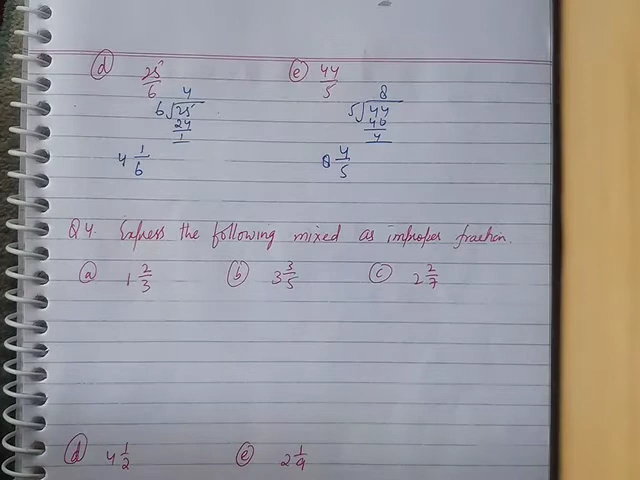 d 25/6 e 44/5
4 8
6√25 5√44
24 40
1 4
4 1/6 8 4/5
Q4. Express the following mixed as improper fraction.
a 1 2/3 b 3 3/5 c 2 2/7
d 4 1/2 e 2 1/9